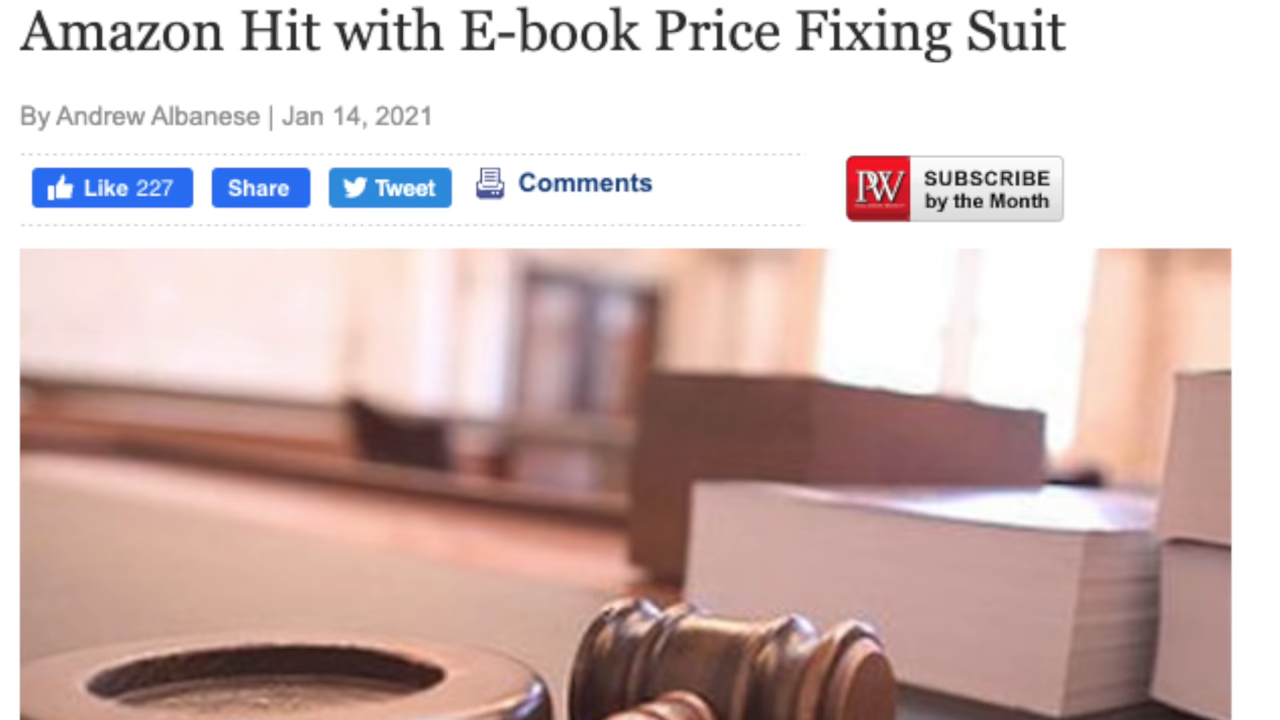 Amazon Hit with E-book Price Fixing Suit
By Andrew Albanese | Jan 14, 2021
Like 227 Share Tweet Comments
PW SUBSCRIBE
by the Month